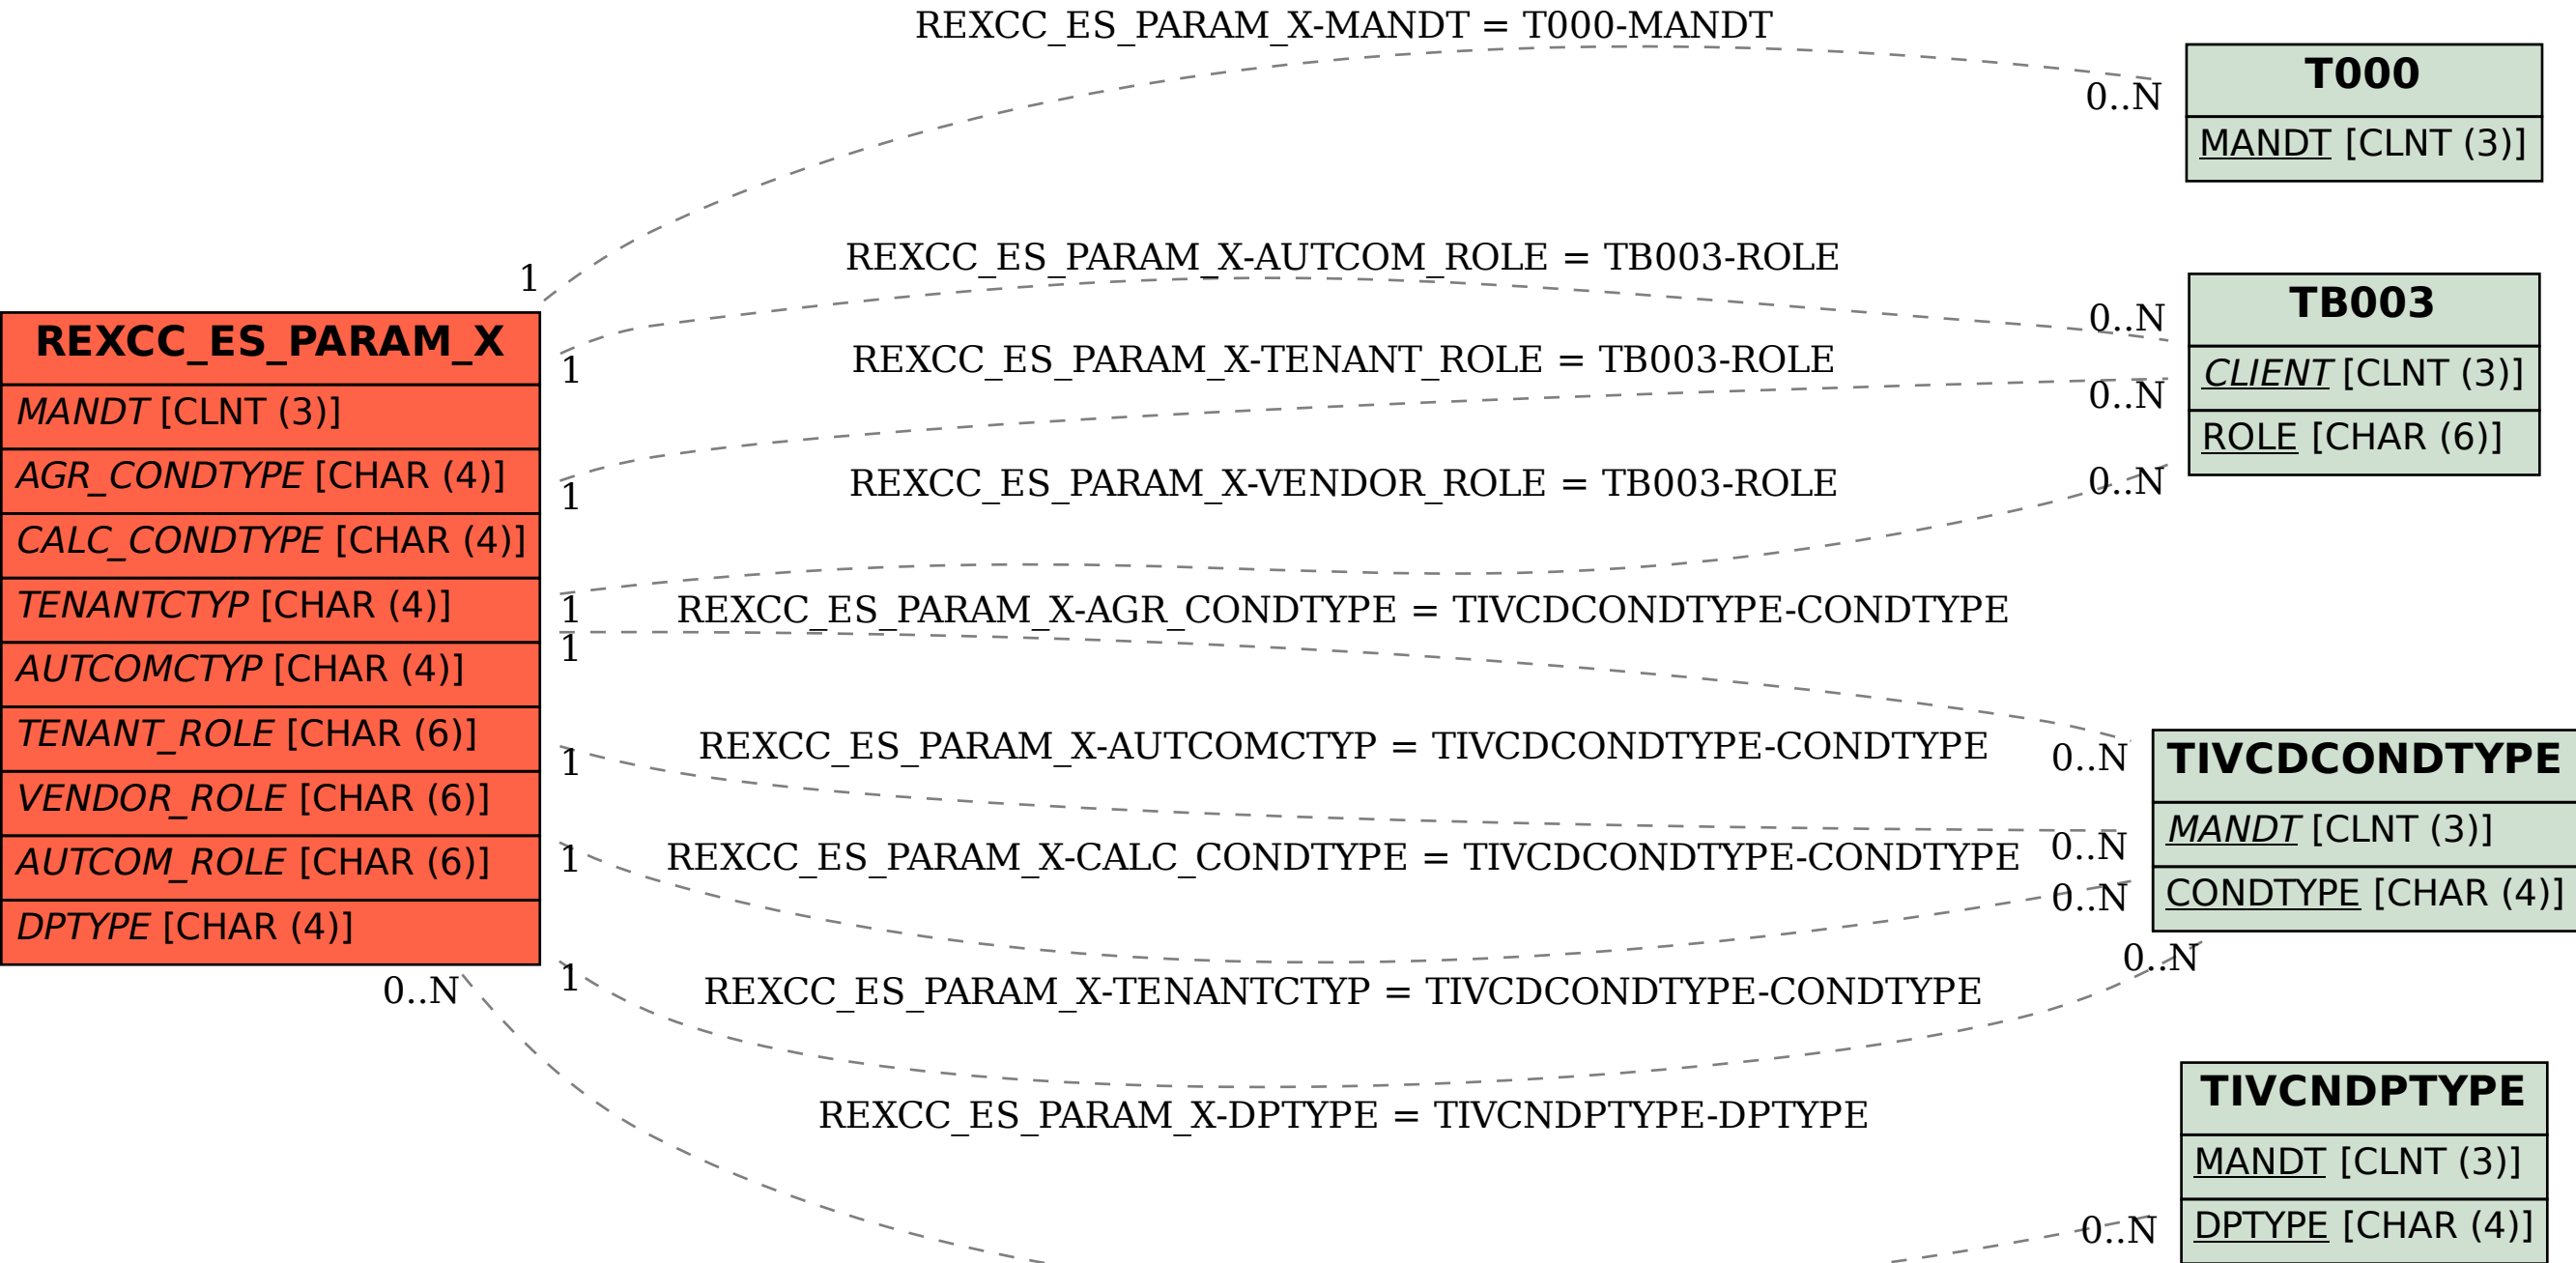 REXCC_ES_PARAM_X-MANDT = T000-MANDT
1
0..N
REXCC_ES_PARAM_X-AUTCOM_ROLE = TB003-ROLE
1
0..N
REXCC_ES_PARAM_X-TENANT_ROLE = TB003-ROLE
1
0..N
REXCC_ES_PARAM_X-VENDOR_ROLE = TB003-ROLE
1
0..N
REXCC_ES_PARAM_X-AGR_CONDTYPE = TIVCDCONDTYPE-CONDTYPE
1
0..N
REXCC_ES_PARAM_X-AUTCOMCTYP = TIVCDCONDTYPE-CONDTYPE
1
0..N
REXCC_ES_PARAM_X-CALC_CONDTYPE = TIVCDCONDTYPE-CONDTYPE
1
0..N
REXCC_ES_PARAM_X-TENANTCTYP = TIVCDCONDTYPE-CONDTYPE
1
0..N
REXCC_ES_PARAM_X-DPTYPE = TIVCNDPTYPE-DPTYPE
0..N
0..N
REXCC_ES_PARAM_X
MANDT [CLNT (3)]
AGR_CONDTYPE [CHAR (4)]
CALC_CONDTYPE [CHAR (4)]
TENANTCTYP [CHAR (4)]
AUTCOMCTYP [CHAR (4)]
TENANT_ROLE [CHAR (6)]
VENDOR_ROLE [CHAR (6)]
AUTCOM_ROLE [CHAR (6)]
DPTYPE [CHAR (4)]
T000
MANDT [CLNT (3)]
TB003
CLIENT [CLNT (3)]
ROLE [CHAR (6)]
TIVCDCONDTYPE
MANDT [CLNT (3)]
CONDTYPE [CHAR (4)]
TIVCNDPTYPE
MANDT [CLNT (3)]
DPTYPE [CHAR (4)]